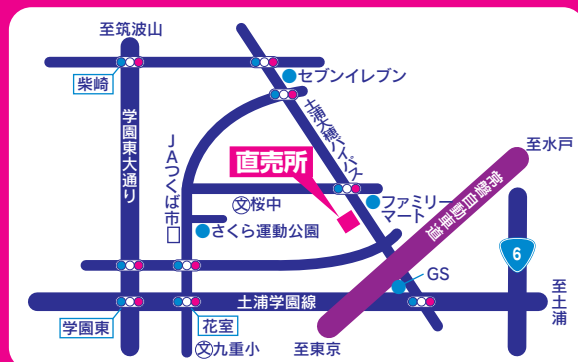 至筑波山
柴崎
セブンイレブン
学園東大通り
JAつくば市
土浦大穂バイパス
至水戸
直売所
文桜中
ファミリー
マート
常磐自動車道
さくら運動公園
6
GS
土浦学園線
至土浦
学園東
花室
文九重小
至東京